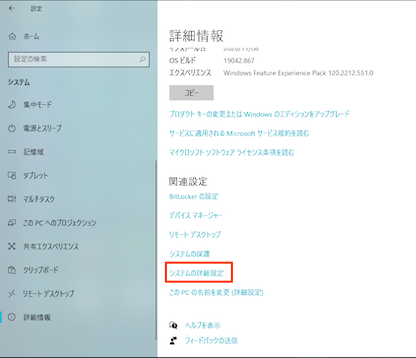 設定
ホーム
設定の検索
システム
集中モード
電源とスリープ
記憶域
タブレット
マルチタスク
この PC へのプロジェクション
共有エクスペリエンス
クリップボード
リモート デスクトップ
詳細情報
詳細情報
インストール日 2020/11/08
OS ビルド 19042.867
エクスペリエンス Windows Feature Experience Pack 120.2212.551.0
コピー
プロダクト キーの変更または Windows のエディションをアップグレード
サービスに適用される Microsoft サービス規約を読む
マイクロソフト ソフトウェア ライセンス条項を読む
関連設定
BitLocker の設定
デバイス マネージャー
リモート デスクトップ
システムの保護
システムの詳細設定
この PC の名前を変更 (詳細設定)
ヘルプを表示
フィードバックの送信